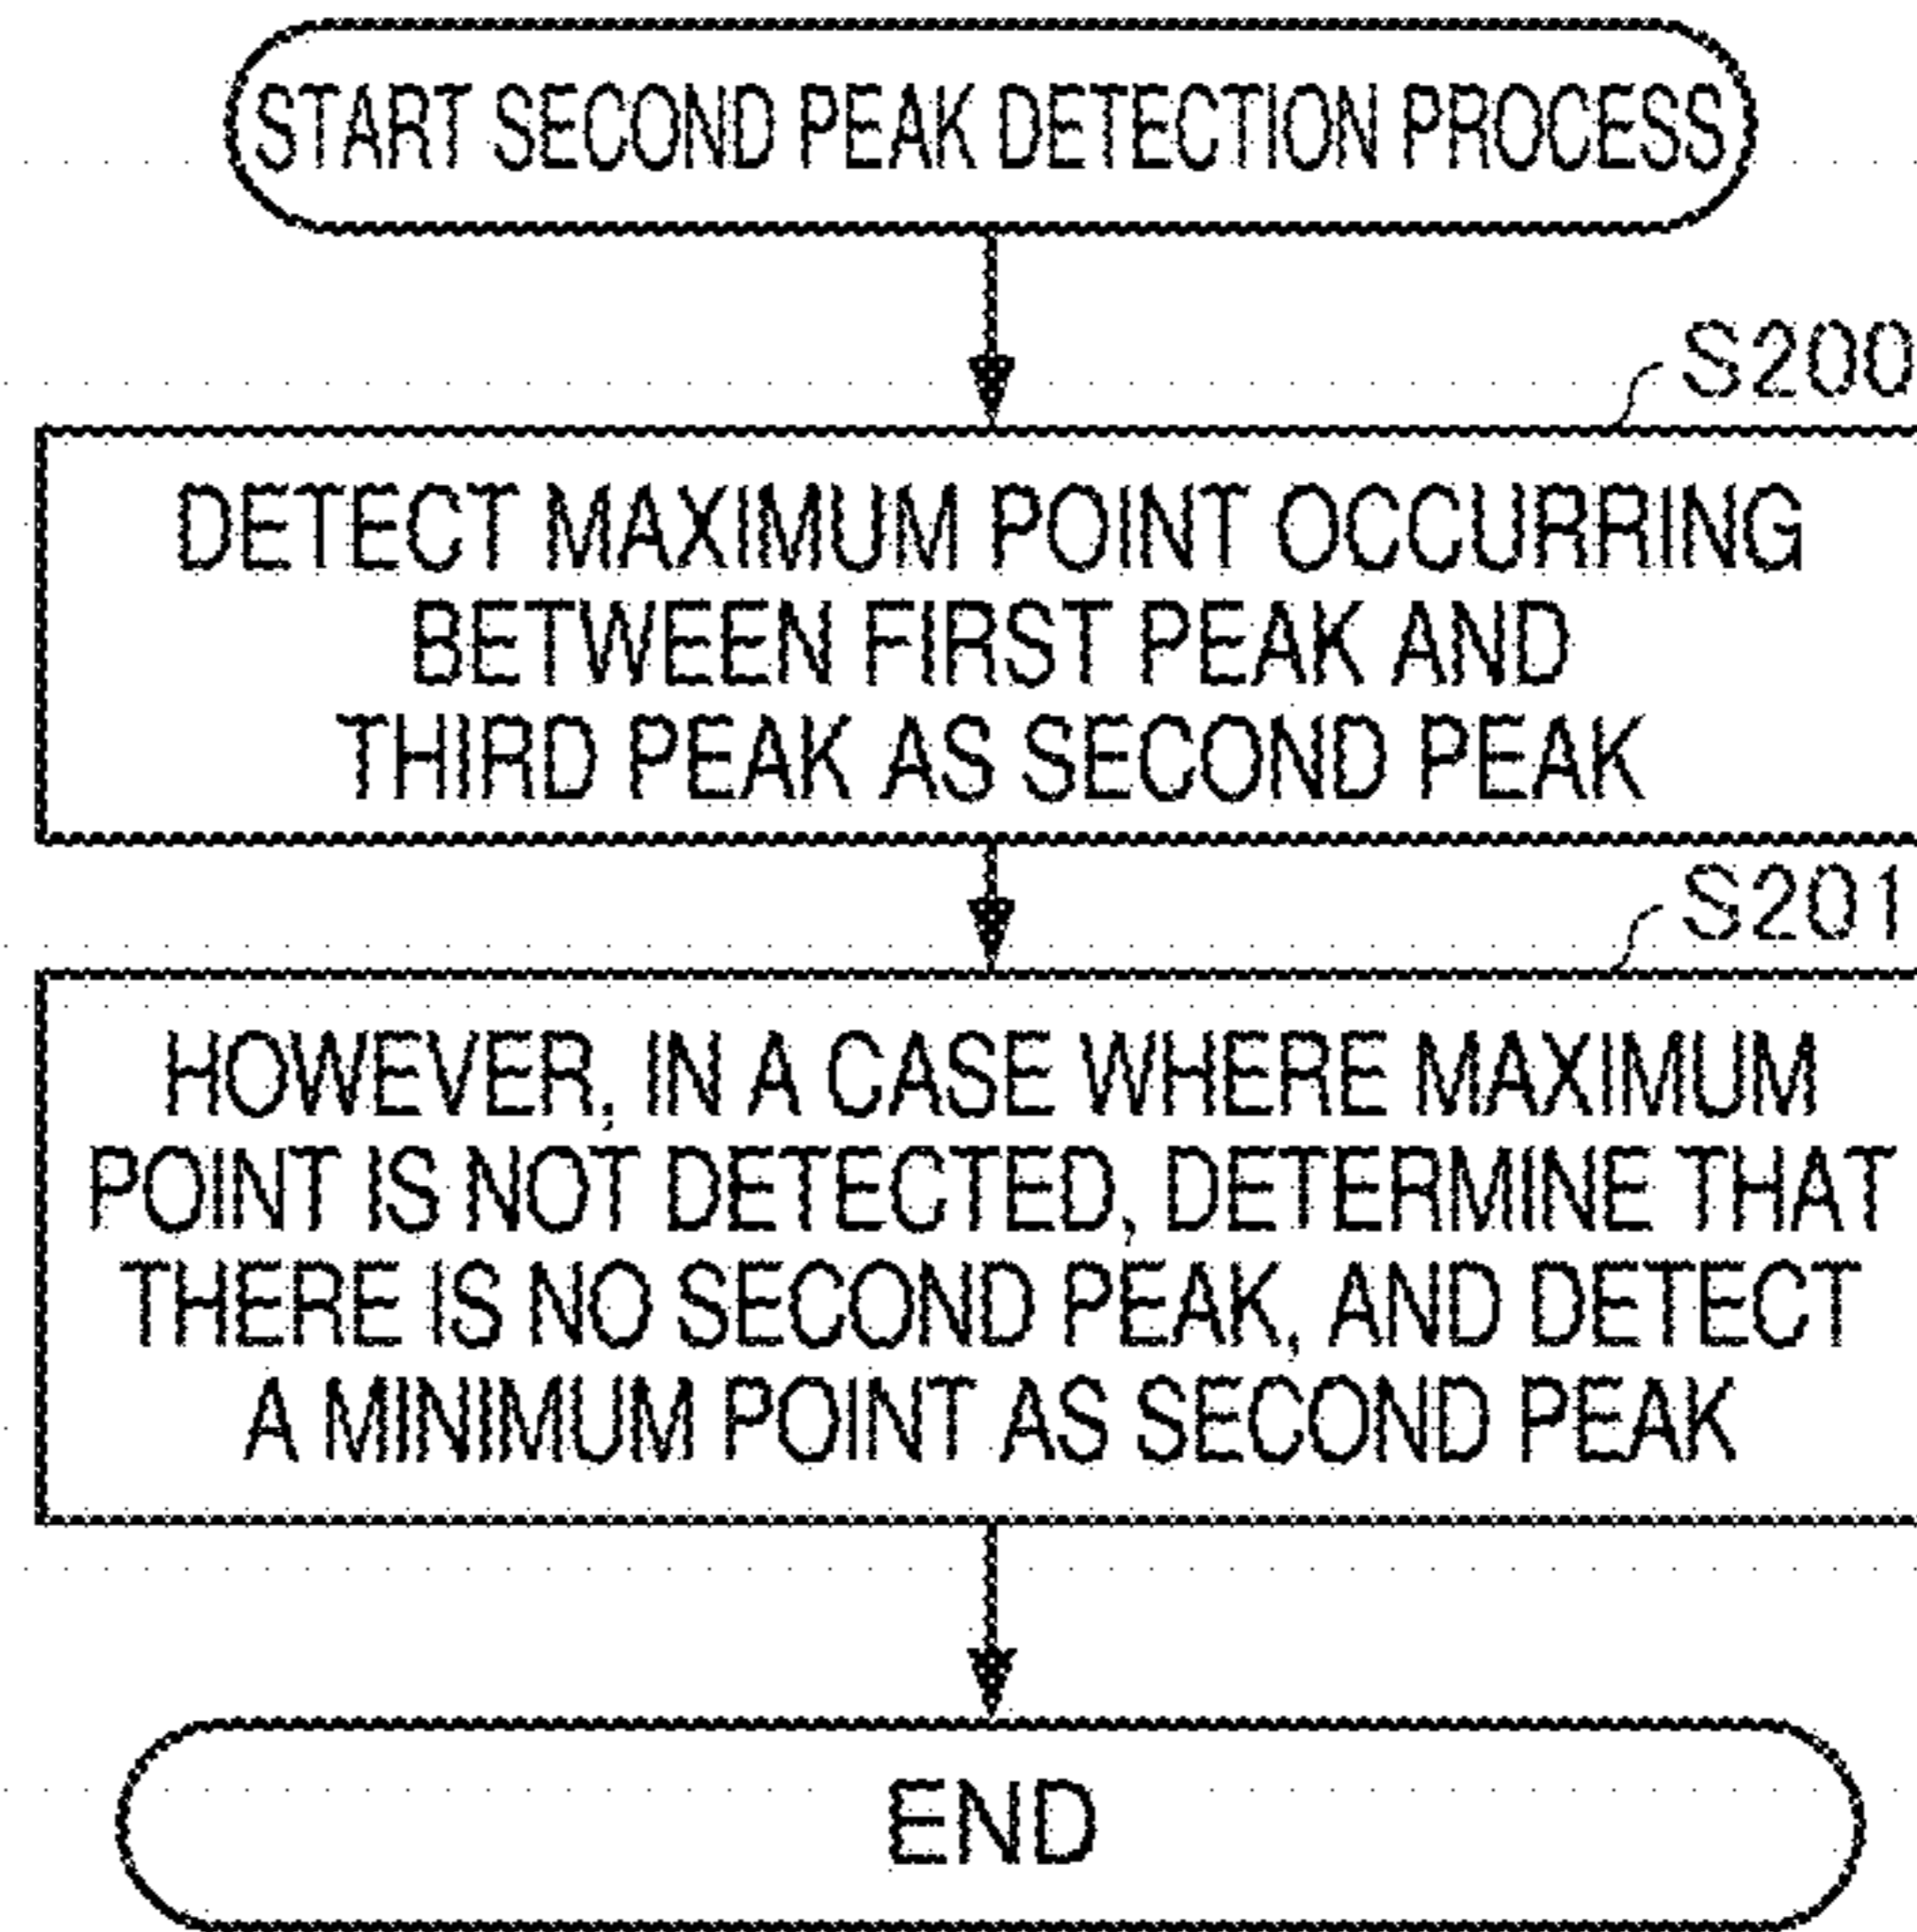 START SECOND PEAK DETECTION PROCESS
S200
DETECT MAXIMUM POINT OCCURRING
BETWEEN FIRST PEAK AND
THIRD PEAK AS SECOND PEAK
S201
HOWEVER, IN A CASE WHERE MAXIMUM
POINT IS NOT DETECTED, DETERMINE THAT
THERE IS NO SECOND PEAK, AND DETECT
A MINIMUM POINT AS SECOND PEAK
END